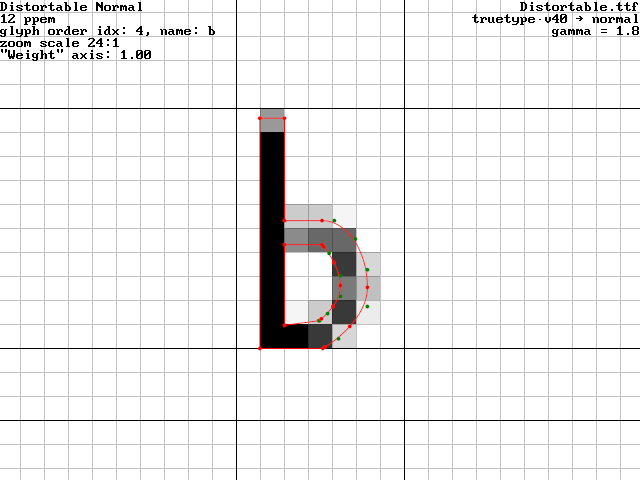 Distortable Normal
12 ppem
glyph order idx: 4, name: b
zoom scale 24:1
"Weight" axis: 1.00
Distortable.ttf
truetype-v40 → normal
gamma = 1.8
b